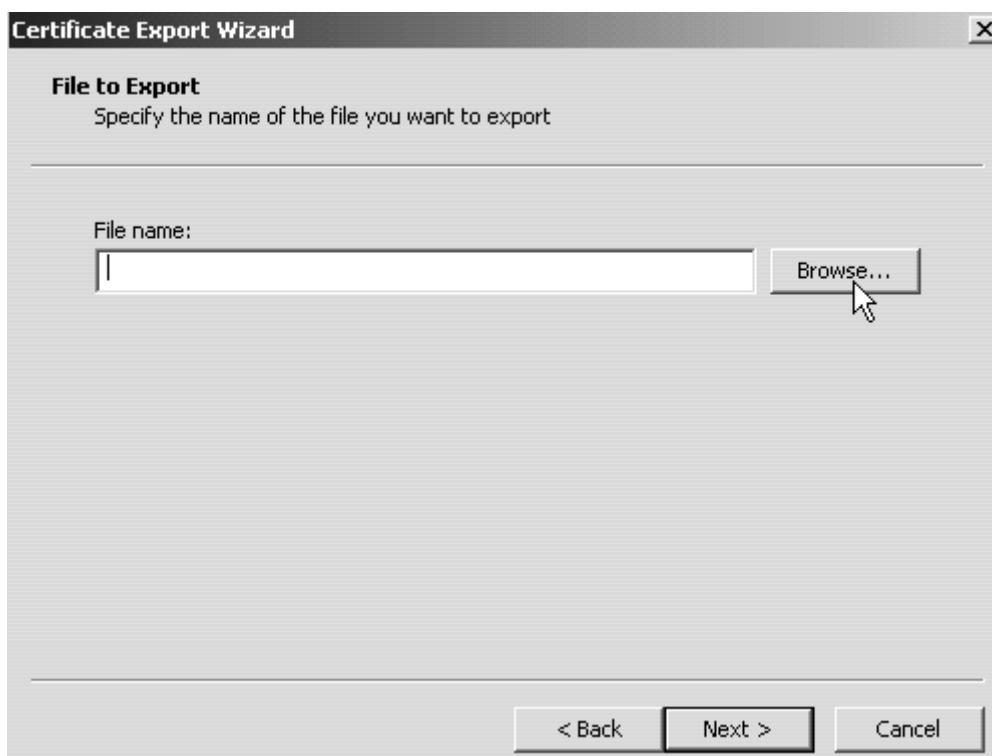 Certificate Export Wizard
File to Export
Specify the name of the file you want to export
File name:
Browse...
< Back
Next >
Cancel